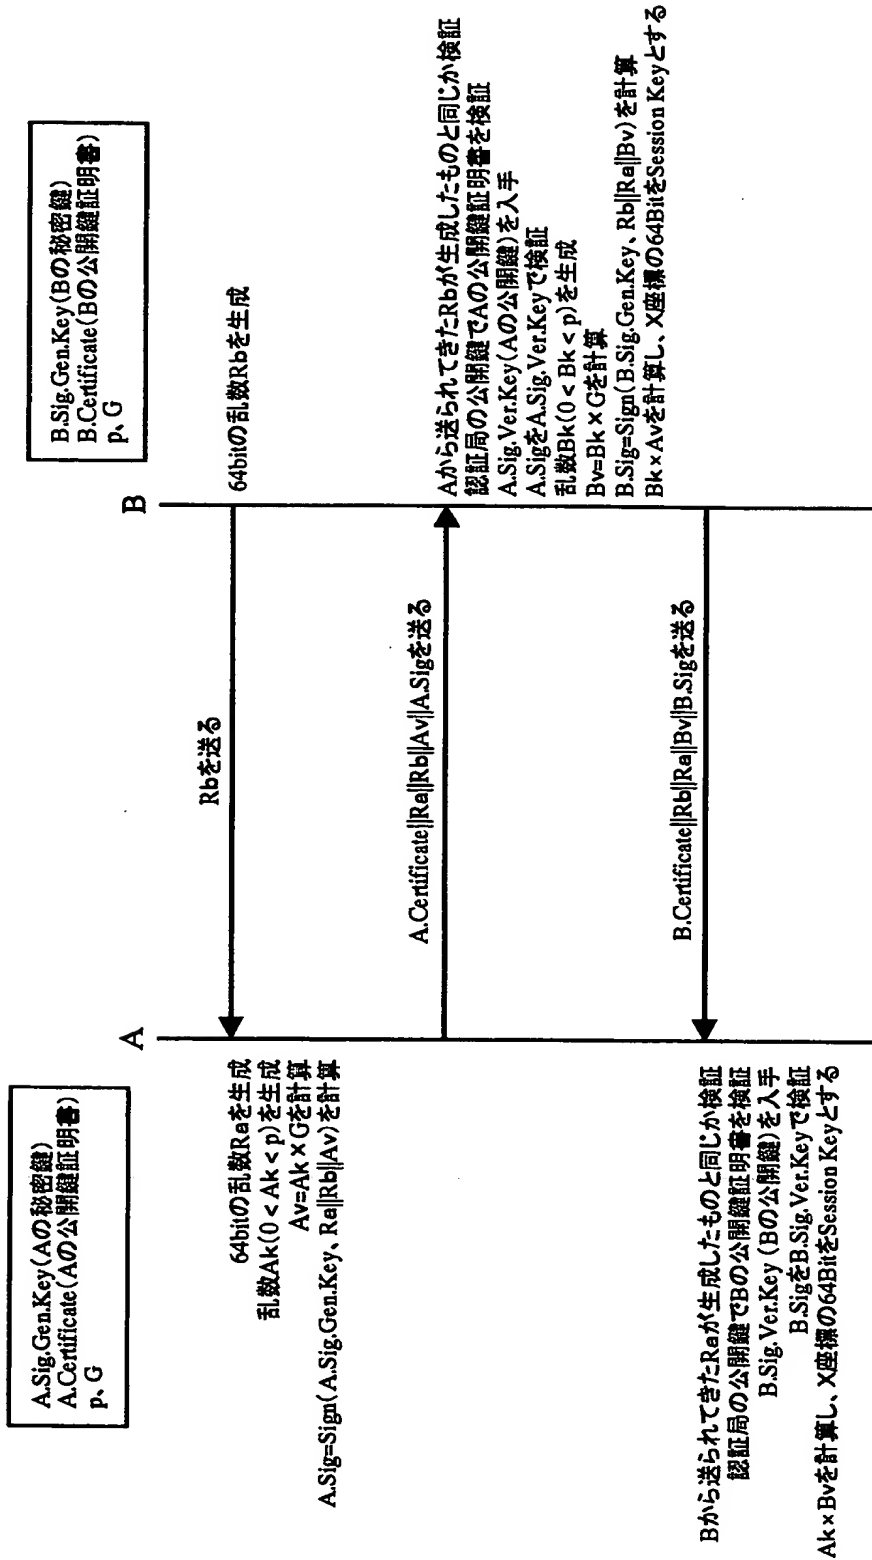 A.Sig.Gen.Key(Aの秘密鍵)
A.Certificate(Aの公開鍵証明書)
p、G
B.Sig.Gen.Key(Bの秘密鍵)
B.Certificate(Bの公開鍵証明書)
p、G
A
B
64bitの乱数Rbを生成
Rbを送る
64bitの乱数Raを生成
乱数Ak(0<Ak<p)を生成
Av=Ak×Gを計算
A.Sig=Sign(A.Sig.Gen.Key、Ra||Rb||Av)を計算
A.Certificate||Ra||Rb||Av||A.Sigを送る
Aから送られてきたRbが生成したものと同じか検証
認証局の公開鍵でAの公開鍵証明書を検証
A.Sig.Ver.Key(Aの公開鍵)を入手
A.SigをA.Sig.Ver.Keyで検証
乱数Bk(0<Bk<p)を生成
Bv=Bk×Gを計算
B.Sig=Sign(B.Sig.Gen.Key、Rb||Ra||Bv)を計算
Bk×Avを計算し、X座標の64BitをSession Keyとする
B.Certificate||Rb||Ra||Bv||B.Sigを送る
Bから送られてきたRaが生成したものと同じか検証
認証局の公開鍵でBの公開鍵証明書を検証
B.Sig.Ver.Key (Bの公開鍵)を入手
B.SigをB.Sig.Ver.Keyで検証
Ak×Bvを計算し、X座標の64BitをSession Keyとする